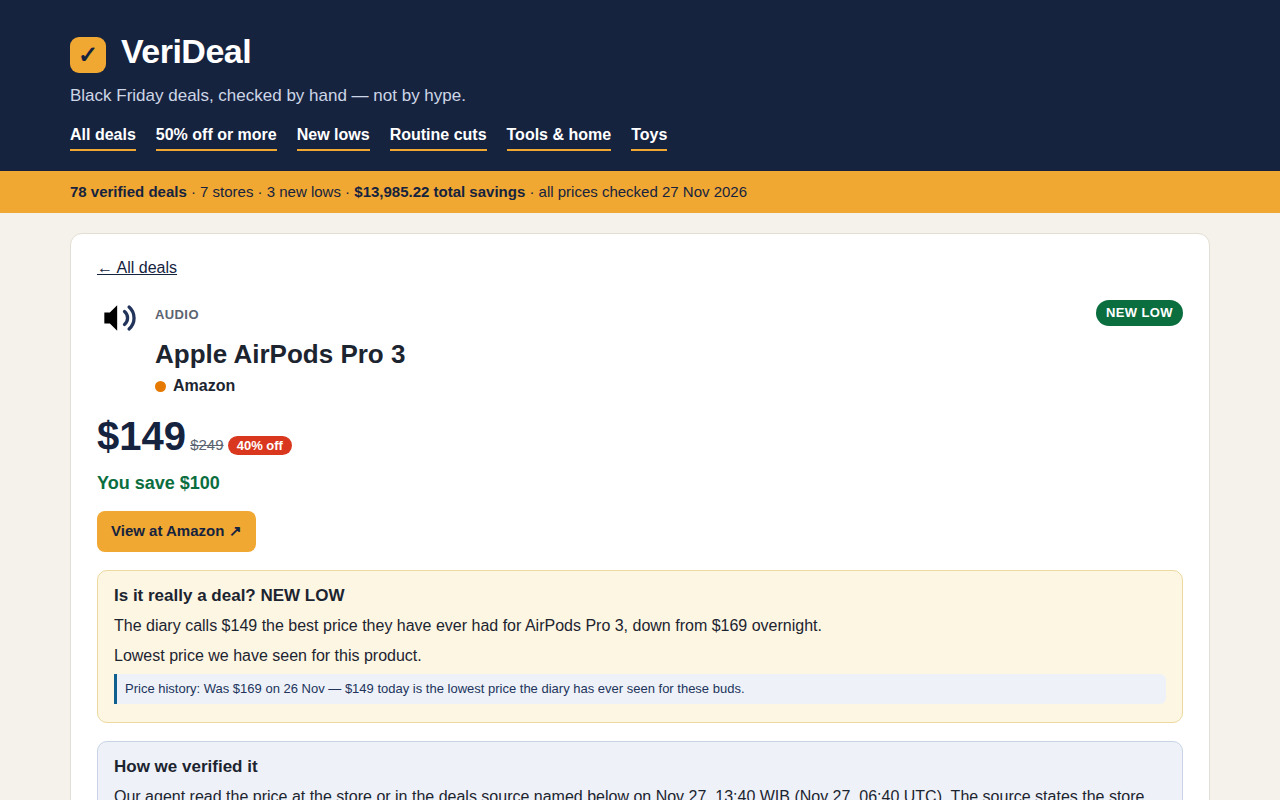 ✓ VeriDeal
Black Friday deals, checked by hand — not by hype.
All deals 50% off or more New lows Routine cuts Tools & home Toys
78 verified deals · 7 stores · 3 new lows · $13,985.22 total savings · all prices checked 27 Nov 2026
← All deals
AUDIO
NEW LOW
Apple AirPods Pro 3
Amazon
$149 $249 40% off
You save $100
View at Amazon ↗
Is it really a deal? NEW LOW
The diary calls $149 the best price they have ever had for AirPods Pro 3, down from $169 overnight.
Lowest price we have seen for this product.
Price history: Was $169 on 26 Nov — $149 today is the lowest price the diary has ever seen for these buds.
How we verified it
Our agent read the price at the store or in the deals source named below on Nov 27, 13:40 WIB (Nov 27, 06:40 UTC). The source states the store